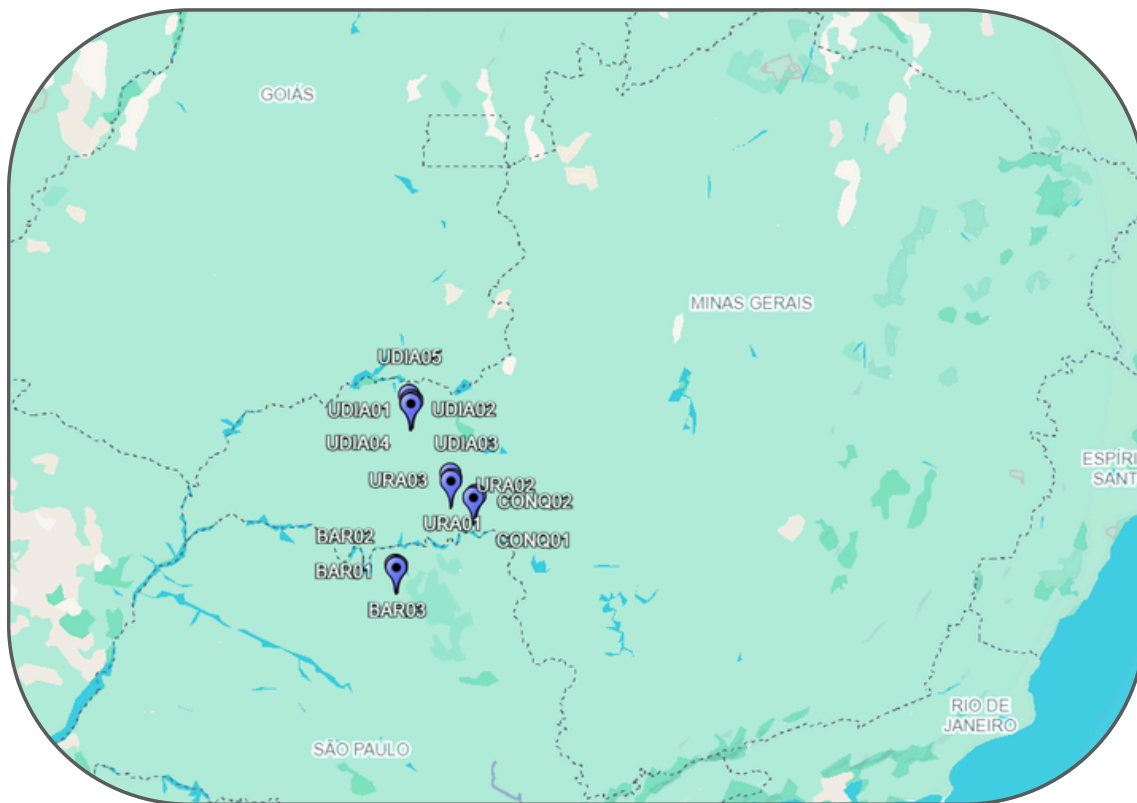 GOIÁS
MINAS GERAIS
UDIA05
UDIA01
UDIA02
UDIA04
UDIA03
ESPÍRI
SANT
URA03
URA02
CONQ02
URA01
BAR02
CONQ01
BAR01
BAR03
RIO DE
JANEIRO
SÃO PAULO